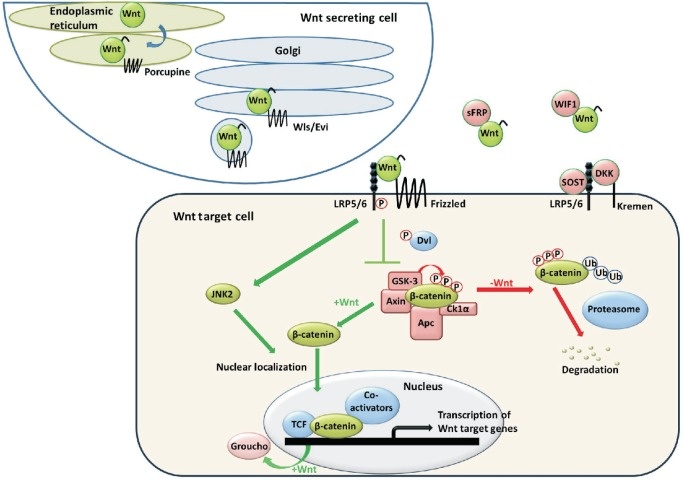 Endoplasmic
reticulum
Wnt
Wnt secreting cell
Wnt
Porcupine
Golgi
Wnt
Wls/Evi
Wnt
sFRP
Wnt
WIF1
Wnt
Wnt
LRP5/6
P
Frizzled
SOST
DKK
LRP5/6
Kremen
Wnt target cell
P
Dvl
JNK2
GSK-3
P
P
P
Axin
β-catenin
Ck1α
Apc
+Wnt
-Wnt
P
P
P
β-catenin
Ub
Ub
Ub
Proteasome
Degradation
β-catenin
Nuclear localization
Nucleus
Co-
activators
TCF
β-catenin
Transcription of
Wnt target genes
Groucho
+Wnt